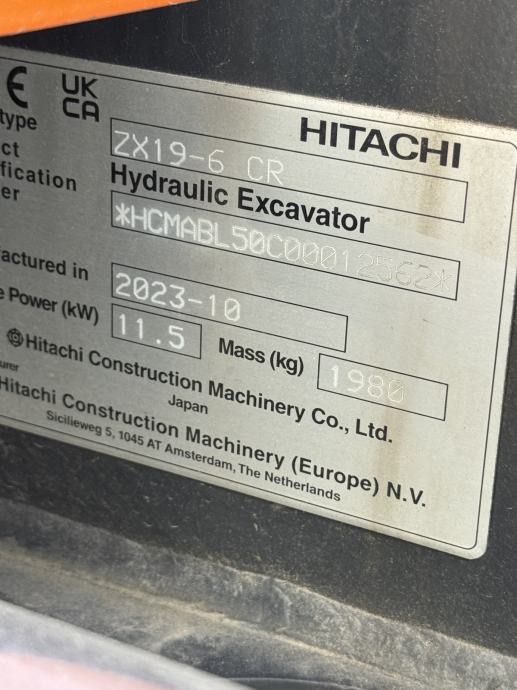 CE UK
CA
HITACHI
type ZX19-6 CR
Hydraulic Excavator
fication
er *HCMABL50C00012562*
actured in 2023-10
Power (kW) 11.5 Mass (kg) 1980
Hitachi Construction Machinery Co., Ltd.
Japan
urer
Hitachi Construction Machinery (Europe) N.V.
Sicilieweg 5, 1045 AT Amsterdam, The Netherlands